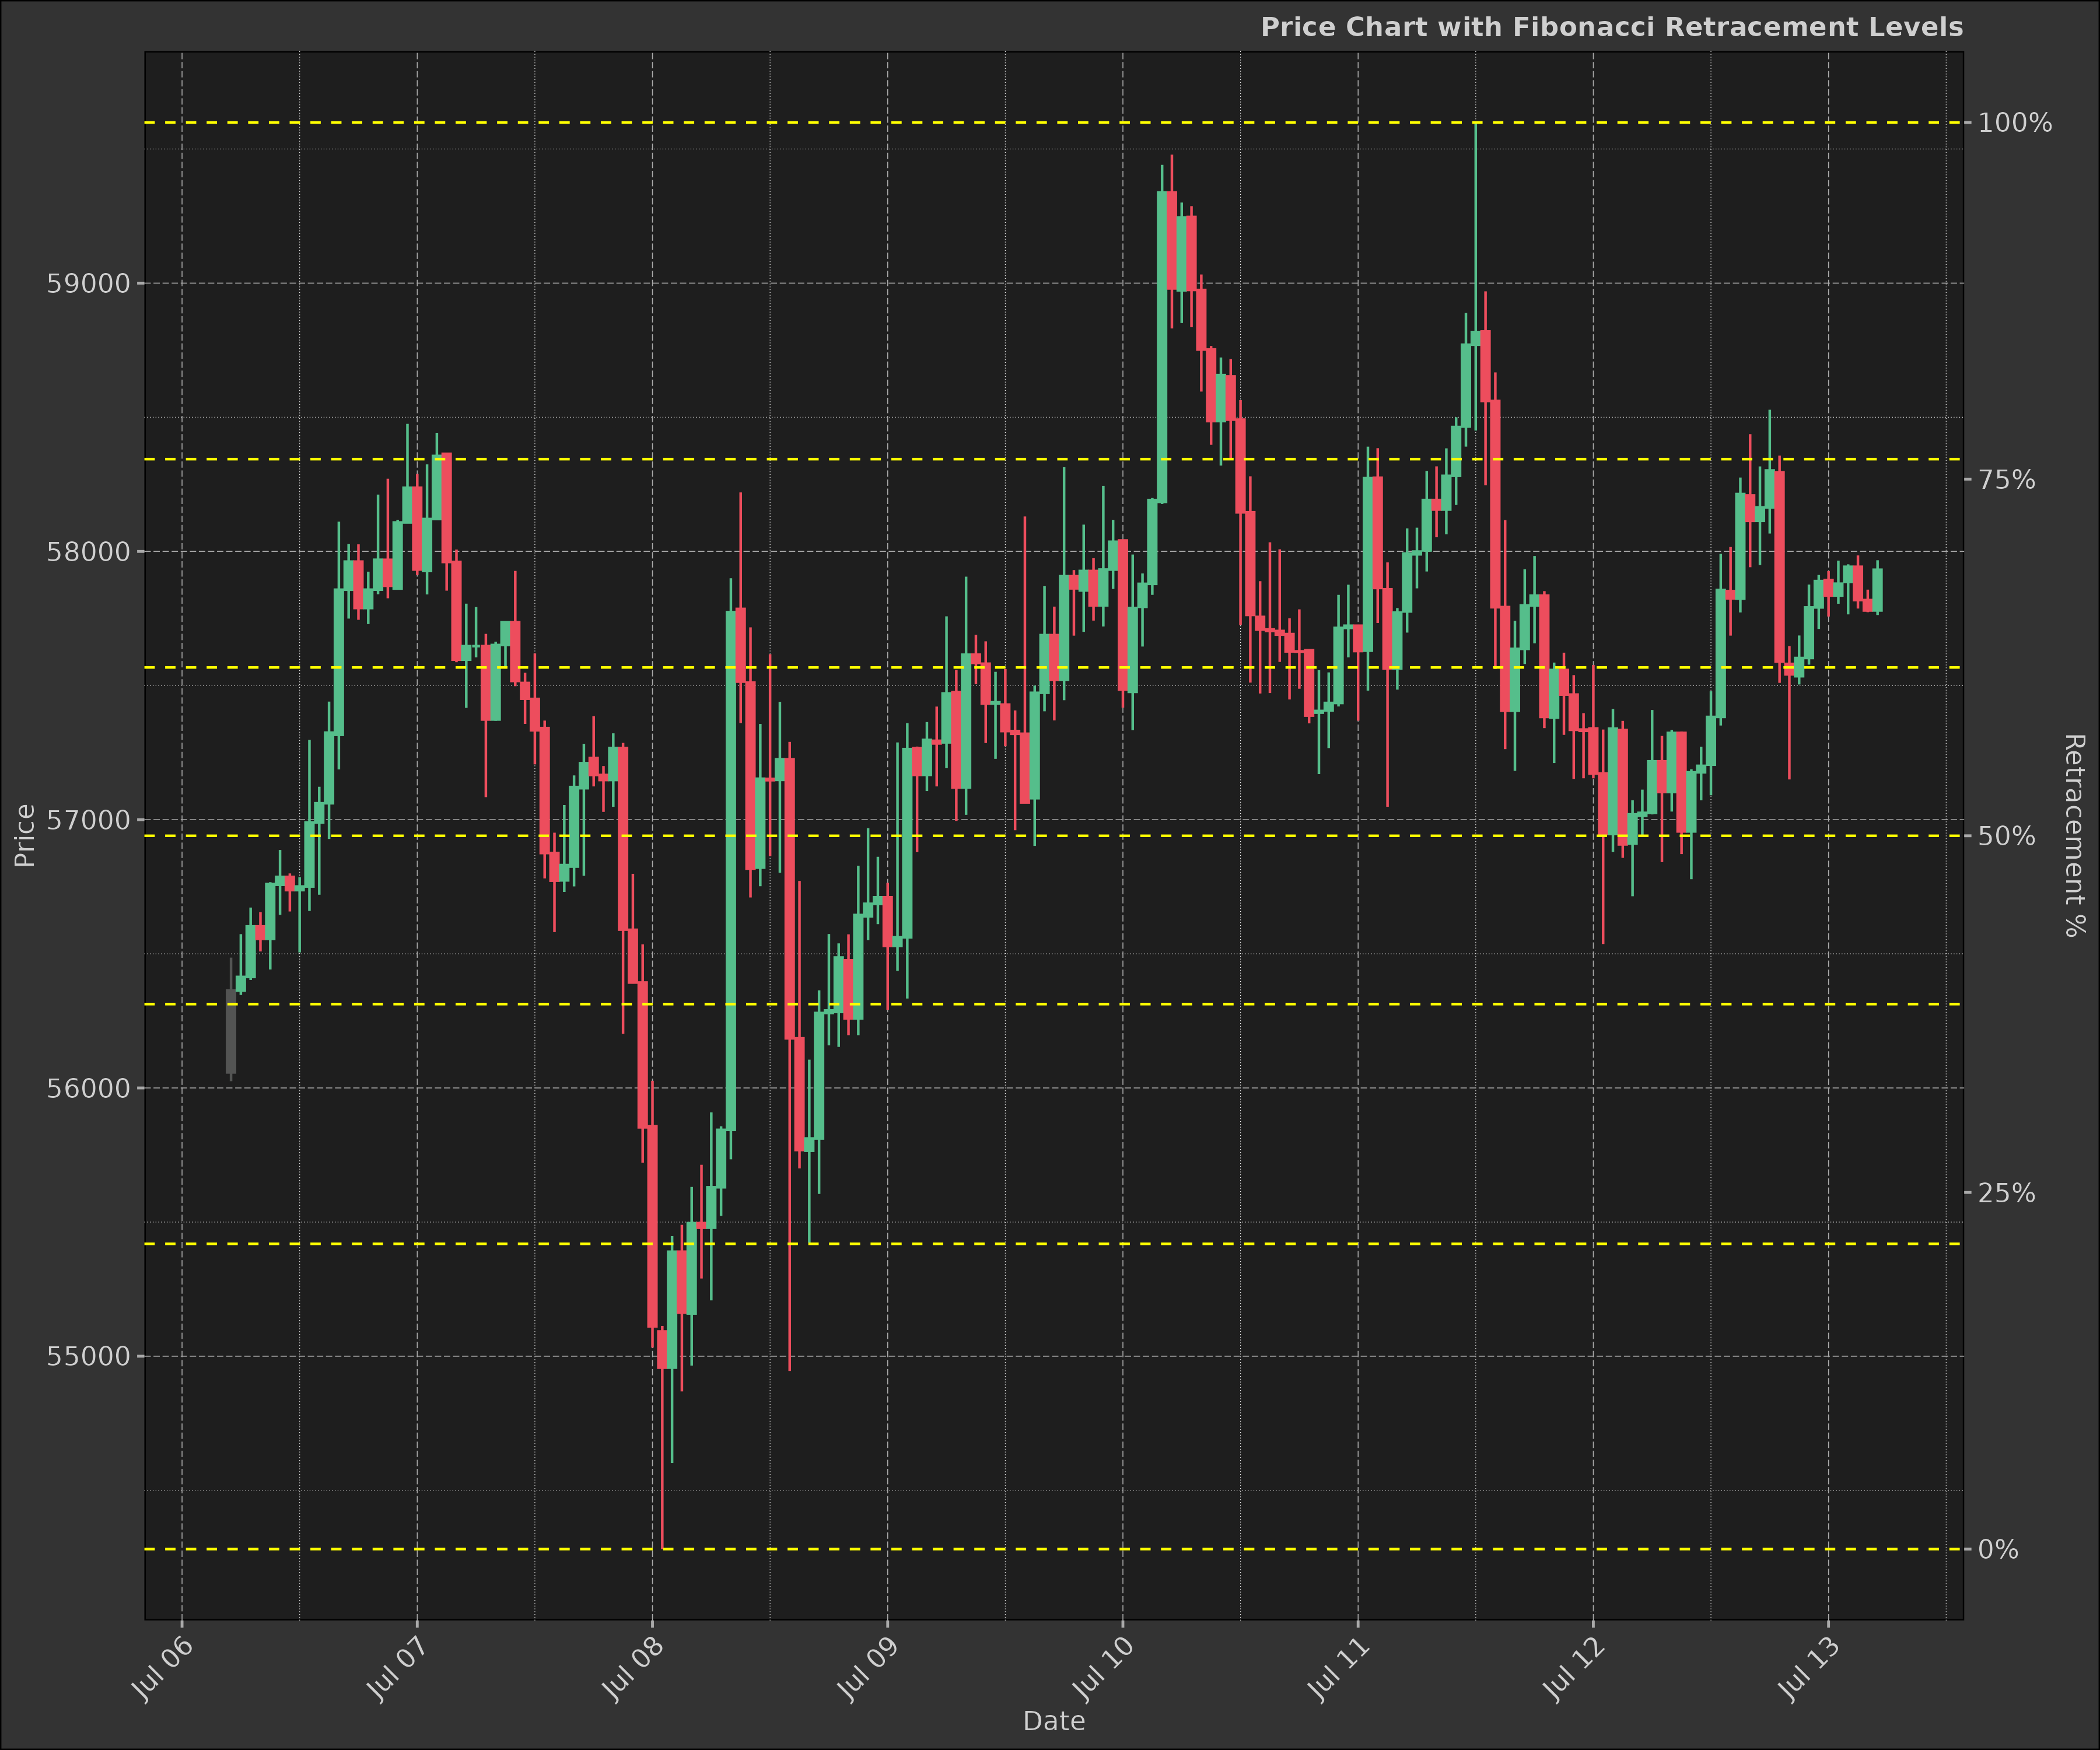 Price Chart with Fibonacci Retracement Levels
100%
59000
75%
58000
57000
50%
Price
Retracement %
56000
25%
55000
0%
Jul 06
Jul 07
Jul 08
Jul 09
Jul 10
Jul 11
Jul 12
Jul 13
Date